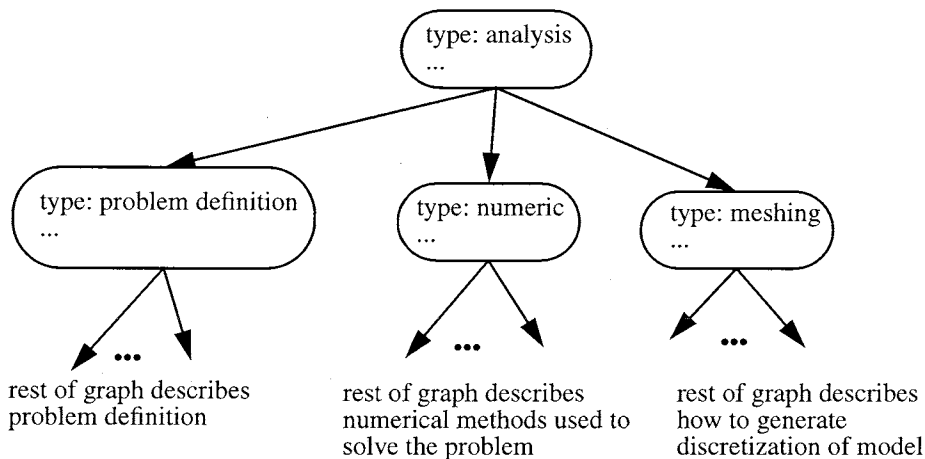 type: analysis
...
type: problem definition
...
type: numeric
...
type: meshing
...
...
...
...
rest of graph describes
problem definition
rest of graph describes
numerical methods used to
solve the problem
rest of graph describes
how to generate
discretization of model